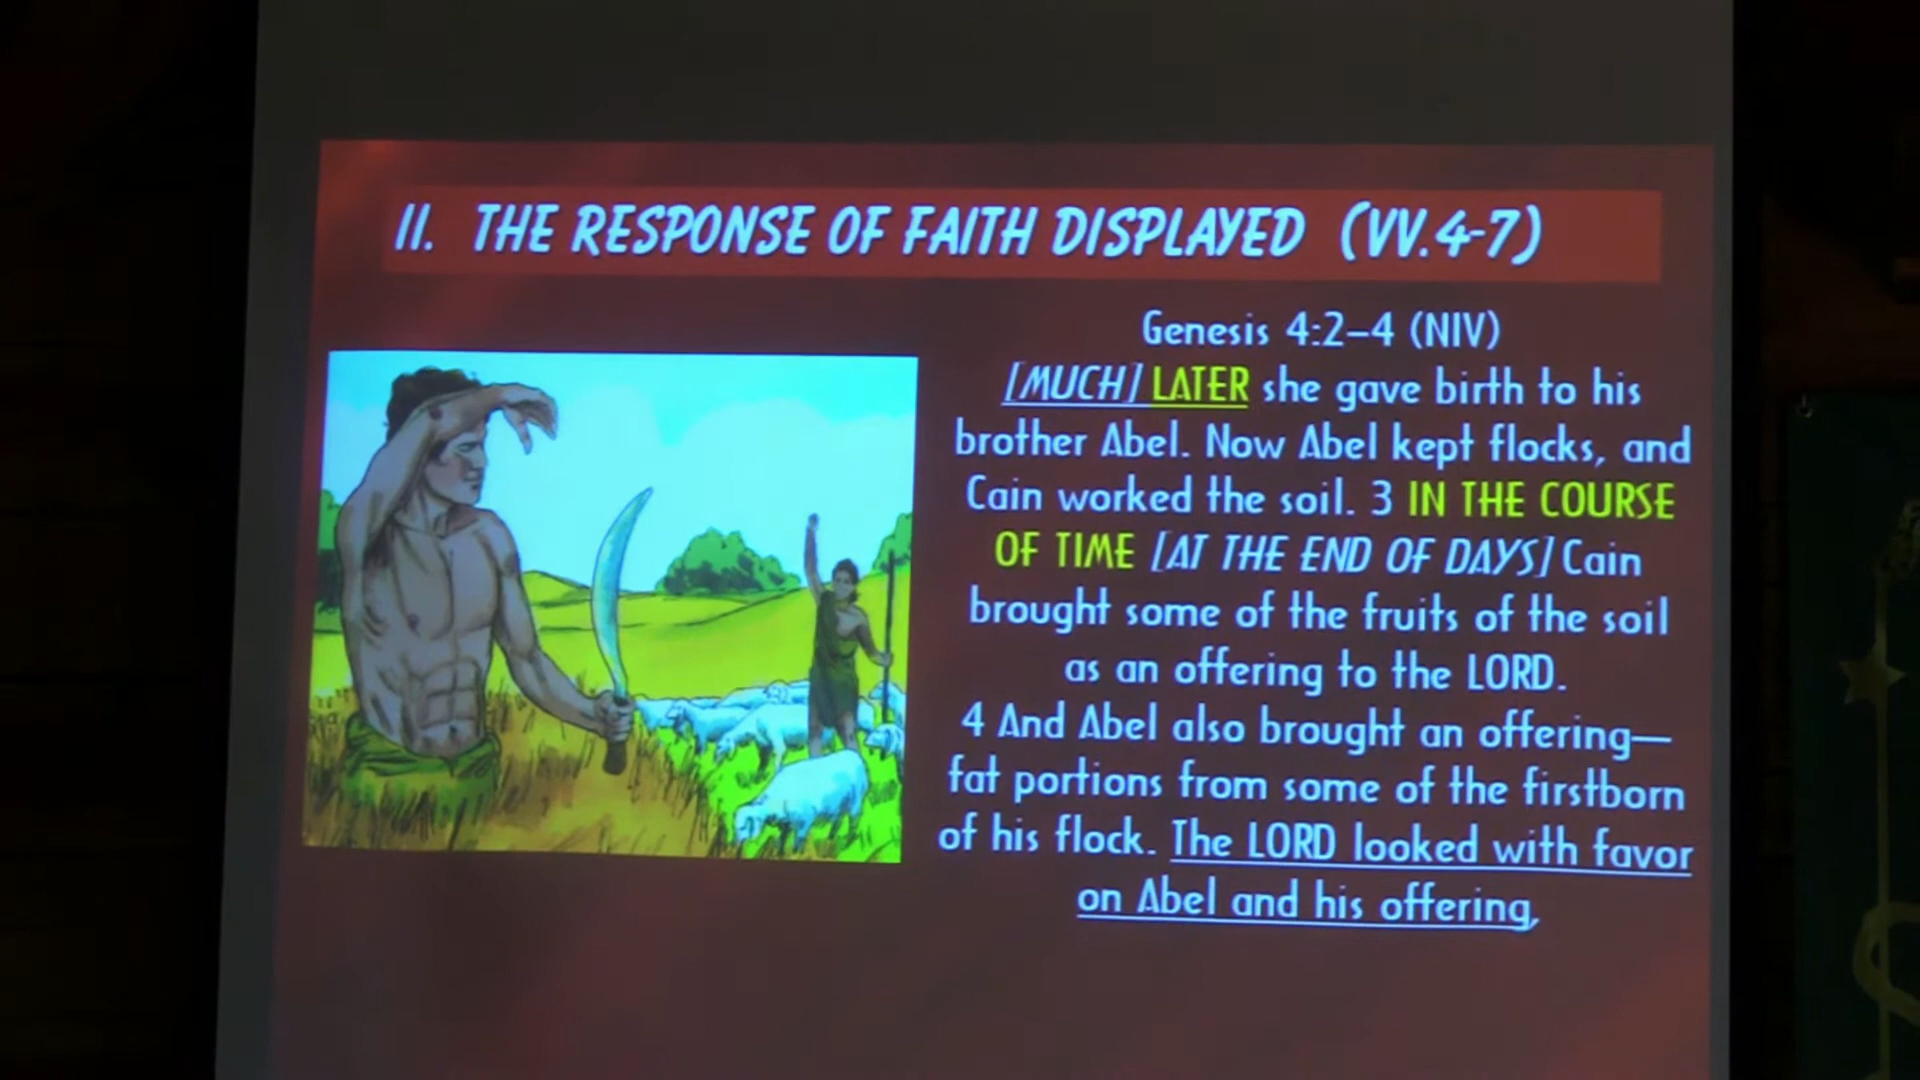 II. THE RESPONSE OF FAITH DISPLAYED (VV.4-7)
Genesis 4:2–4 (NIV)
[MUCH] LATER she gave birth to his
brother Abel. Now Abel kept flocks, and
Cain worked the soil. 3 IN THE COURSE
OF TIME [AT THE END OF DAYS] Cain
brought some of the fruits of the soil
as an offering to the LORD.
4 And Abel also brought an offering—
fat portions from some of the firstborn
of his flock. The LORD looked with favor
on Abel and his offering,